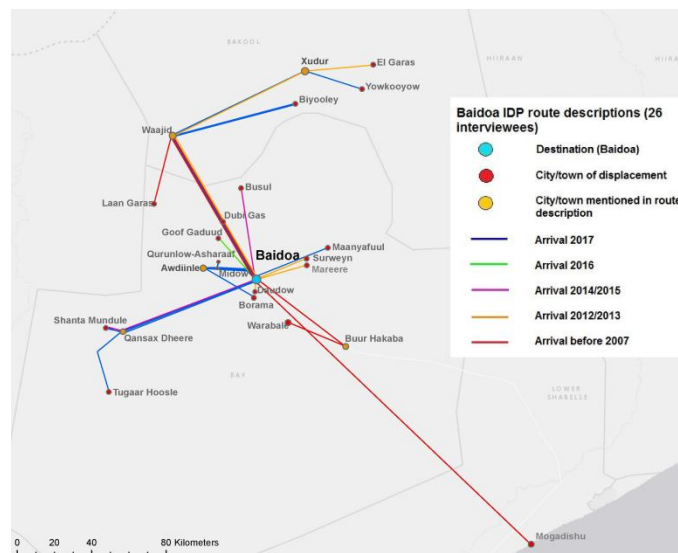 BAKOOL
HIIRAAN
Xudur
El Garas
Yowkooyow
Biyooley
Waajid
Baidoa IDP route descriptions (26
interviewees)
Destination (Baidoa)
City/town of displacement
City/town mentioned in route
description
Arrival 2017
Arrival 2016
Arrival 2014/2015
Arrival 2012/2013
Arrival before 2007
Busul
Laan Garas
Dubi Gas
Goof Gaduud
Baidoa
Maanyafuul
Qurunlow-Asharaaf
Surweyn
Awdiinle
Midow
Mareere
Daudow
Borama
Shanta Mundule
Warabale
Qansax Dheere
Buur Hakaba
BAY
LOWER
SHABELLE
Tugaar Hoosle
Mogadishu
0 20 40 80 Kilometers